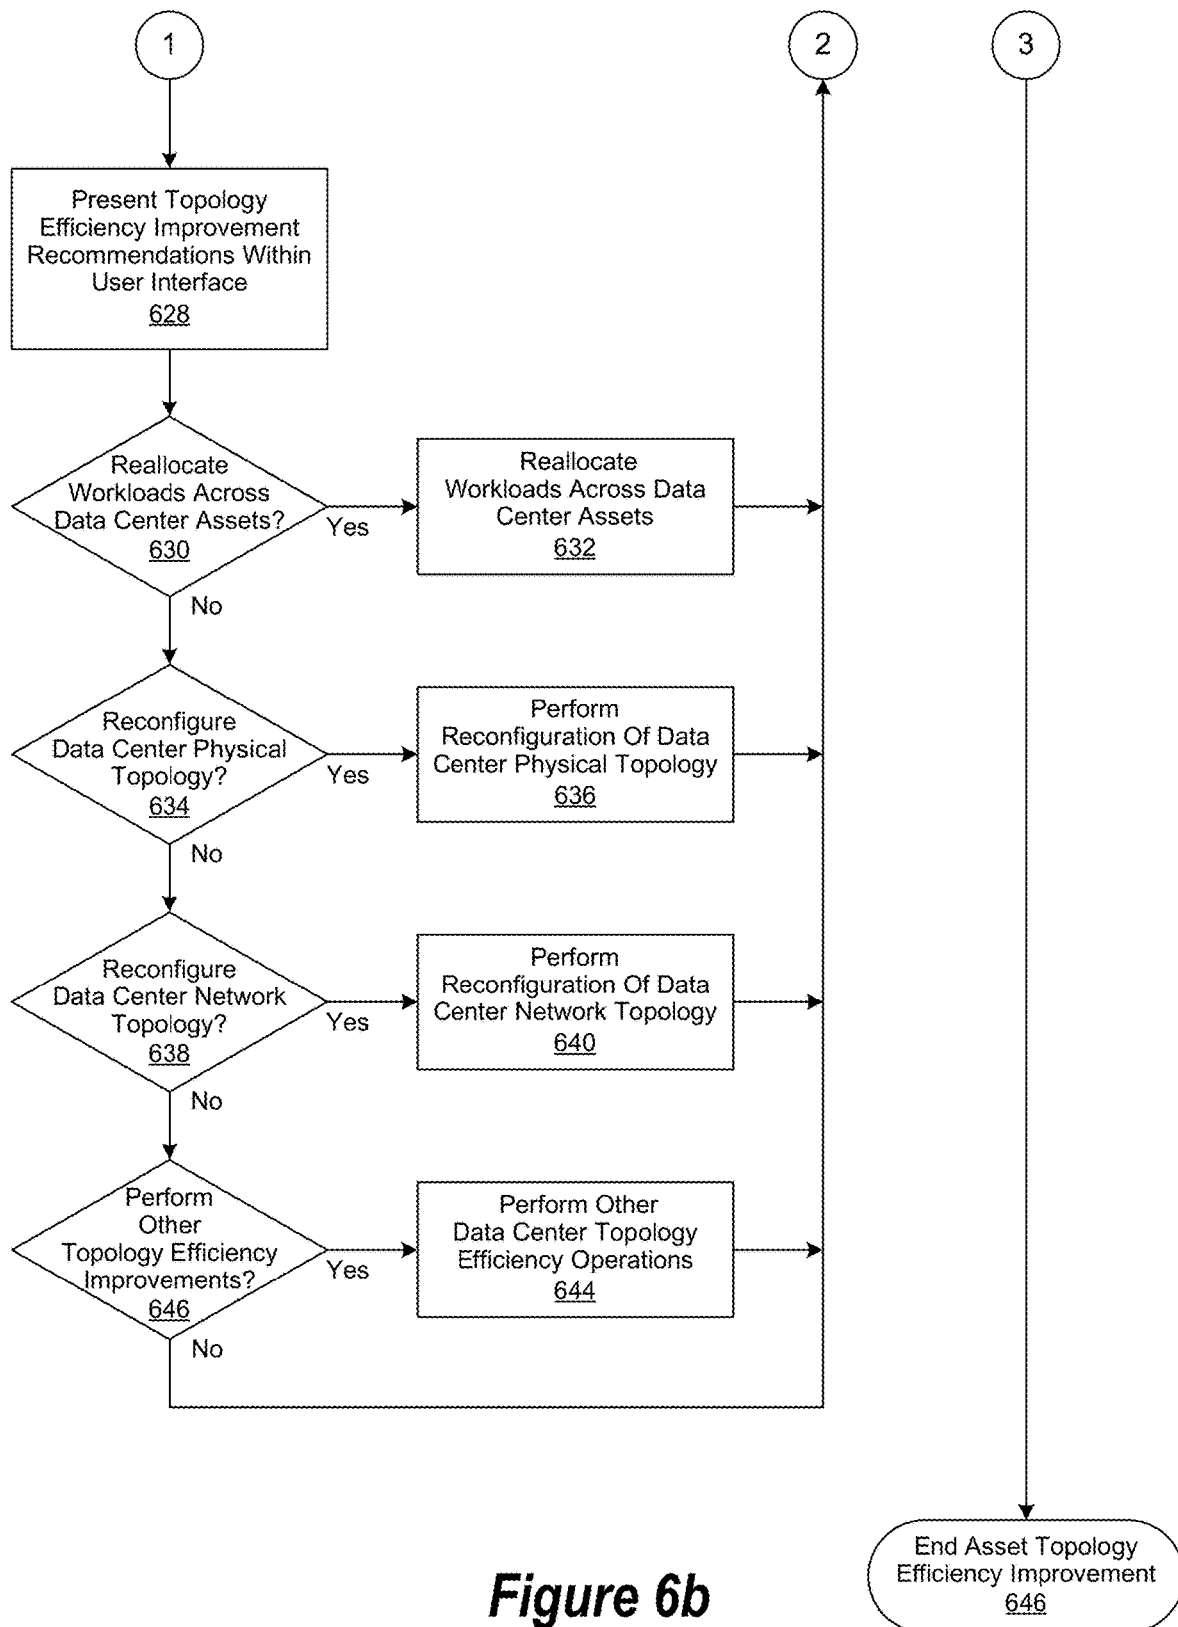 1
2
3
Present Topology
Efficiency Improvement
Recommendations Within
User Interface
628
Reallocate
Workloads Across
Data Center Assets?
630
Yes
No
Reallocate
Workloads Across Data
Center Assets
632
Reconfigure
Data Center Physical
Topology?
634
Yes
No
Perform
Reconfiguration Of Data
Center Physical Topology
636
Reconfigure
Data Center Network
Topology?
638
Yes
No
Perform
Reconfiguration Of Data
Center Network Topology
640
Perform
Other
Topology Efficiency
Improvements?
646
Yes
No
Perform Other
Data Center Topology
Efficiency Operations
644
End Asset Topology
Efficiency Improvement
646
Figure 6b